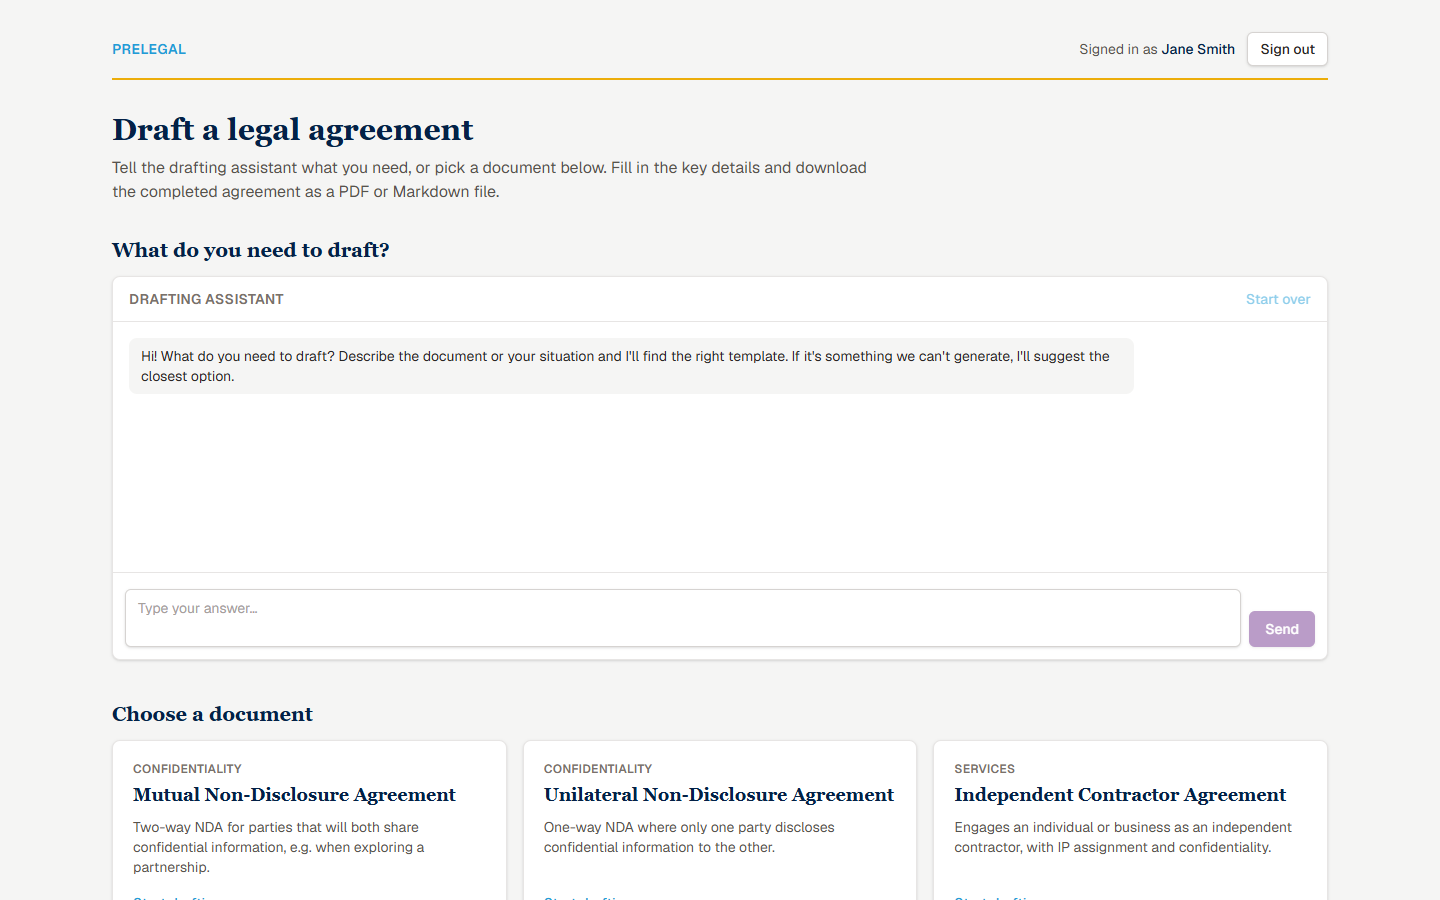 PRELEGAL
Signed in as Jane Smith
Sign out
Draft a legal agreement
Tell the drafting assistant what you need, or pick a document below. Fill in the key details and download
the completed agreement as a PDF or Markdown file.
What do you need to draft?
DRAFTING ASSISTANT
Start over
Hi! What do you need to draft? Describe the document or your situation and I'll find the right template. If it's something we can't generate, I'll suggest the
closest option.
Type your answer...
Send
Choose a document
CONFIDENTIALITY
Mutual Non-Disclosure Agreement
Two-way NDA for parties that will both share
confidential information, e.g. when exploring a
partnership.
CONFIDENTIALITY
Unilateral Non-Disclosure Agreement
One-way NDA where only one party discloses
confidential information to the other.
SERVICES
Independent Contractor Agreement
Engages an individual or business as an independent
contractor, with IP assignment and confidentiality.